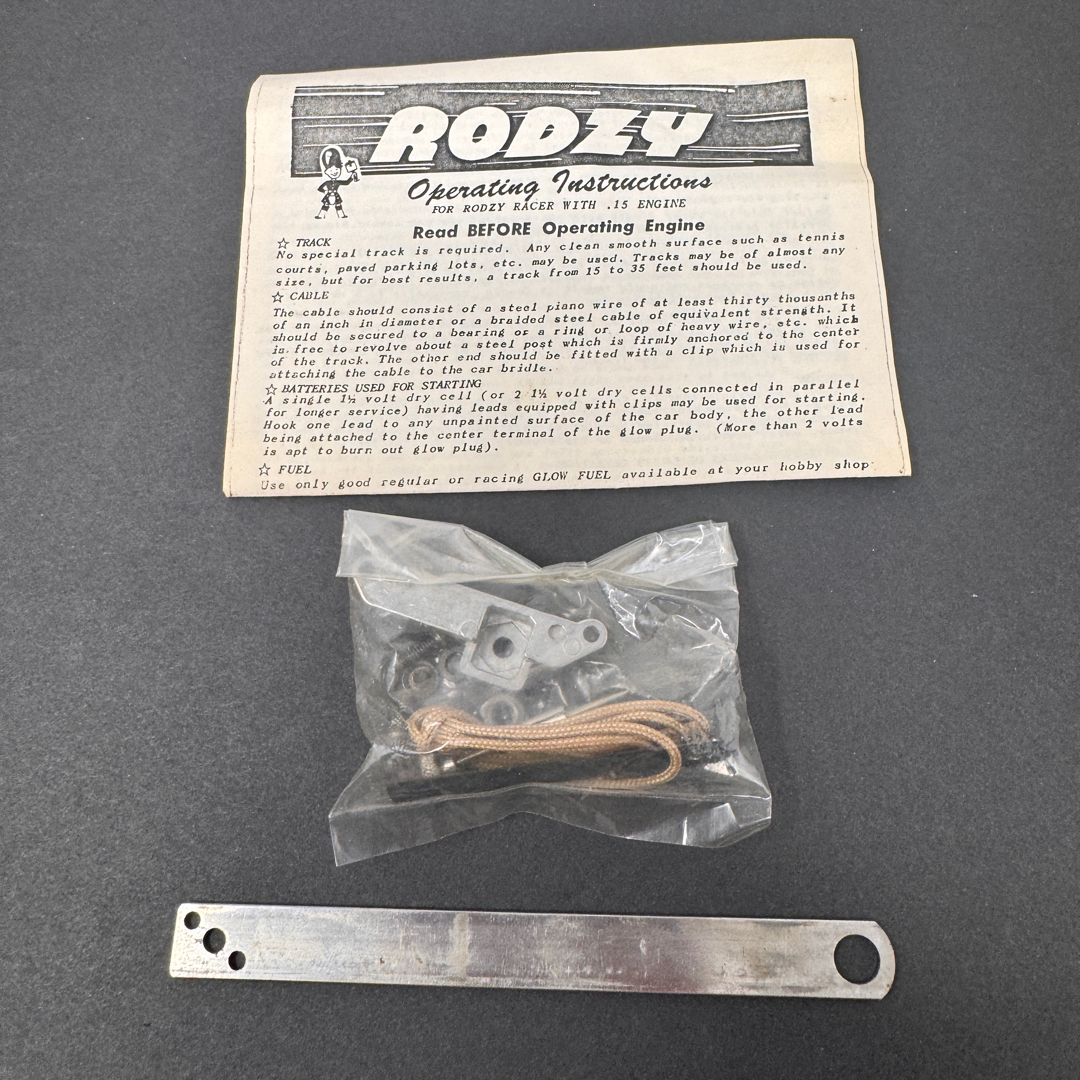 RODZY
Operating Instructions
FOR RODZY RACER WITH .15 ENGINE
Read BEFORE Operating Engine
☆ TRACK
No special track is required. Any clean smooth surface such as tennis
courts, paved parking lots, etc. may be used. Tracks may be of almost any
size, but for best results, a track from 15 to 35 feet should be used.
☆ CABLE
The cable should consist of a steel piano wire of at least thirty thousanths
of an inch in diameter or a braided steel cable of equivalent strength. It
should be secured to a bearing or a ring or loop of heavy wire, etc. which
is free to revolve about a steel post which is firmly anchored to the center
of the track. The other end should be fitted with a clip which is used for
attaching the cable to the car bridle.
☆ BATTERIES USED FOR STARTING
A single 1½ volt dry cell (or 2 1½ volt dry cells connected in parallel
for longer service) having leads equipped with clips may be used for starting.
Hook one lead to any unpainted surface of the car body, the other lead
being attached to the center terminal of the glow plug. (More than 2 volts
is apt to burn out glow plug).
☆ FUEL
Use only good regular or racing GLOW FUEL available at your hobby shop